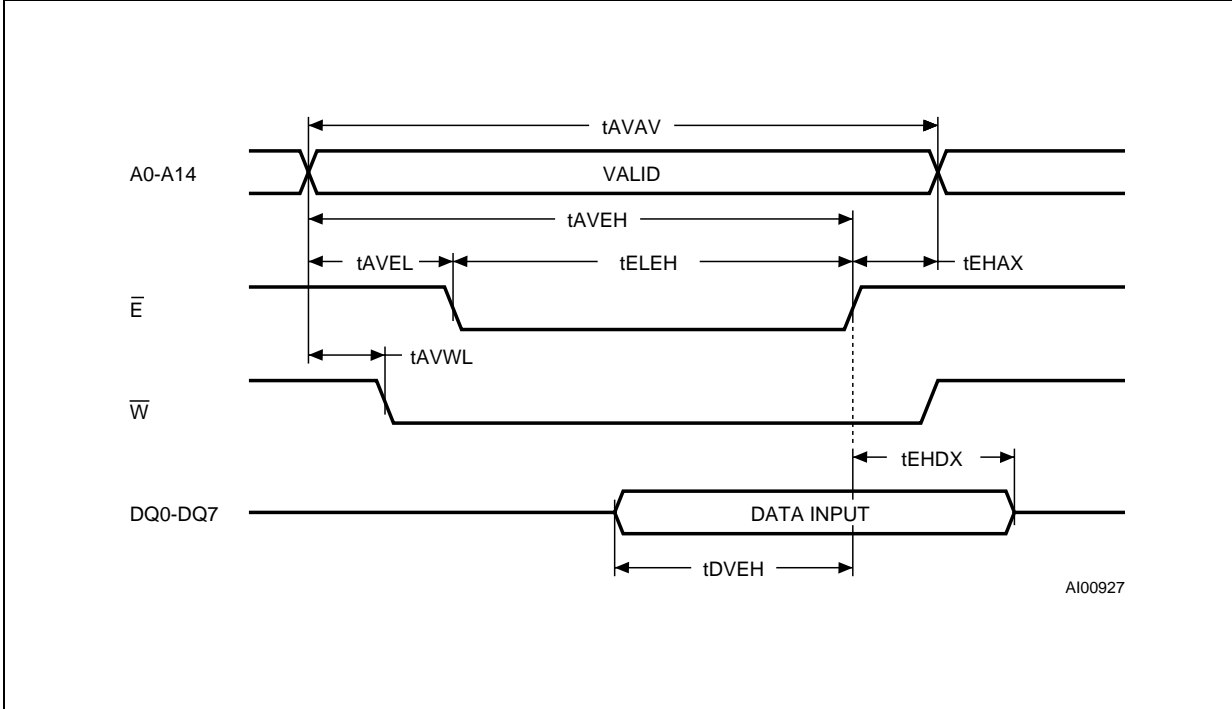 tAVAV
A0-A14 VALID
tAVEH
tAVEL tELEH tEHAX
E̅
tAVWL
W̅
tEHDX
DQ0-DQ7 DATA INPUT
tDVEH
AI00927